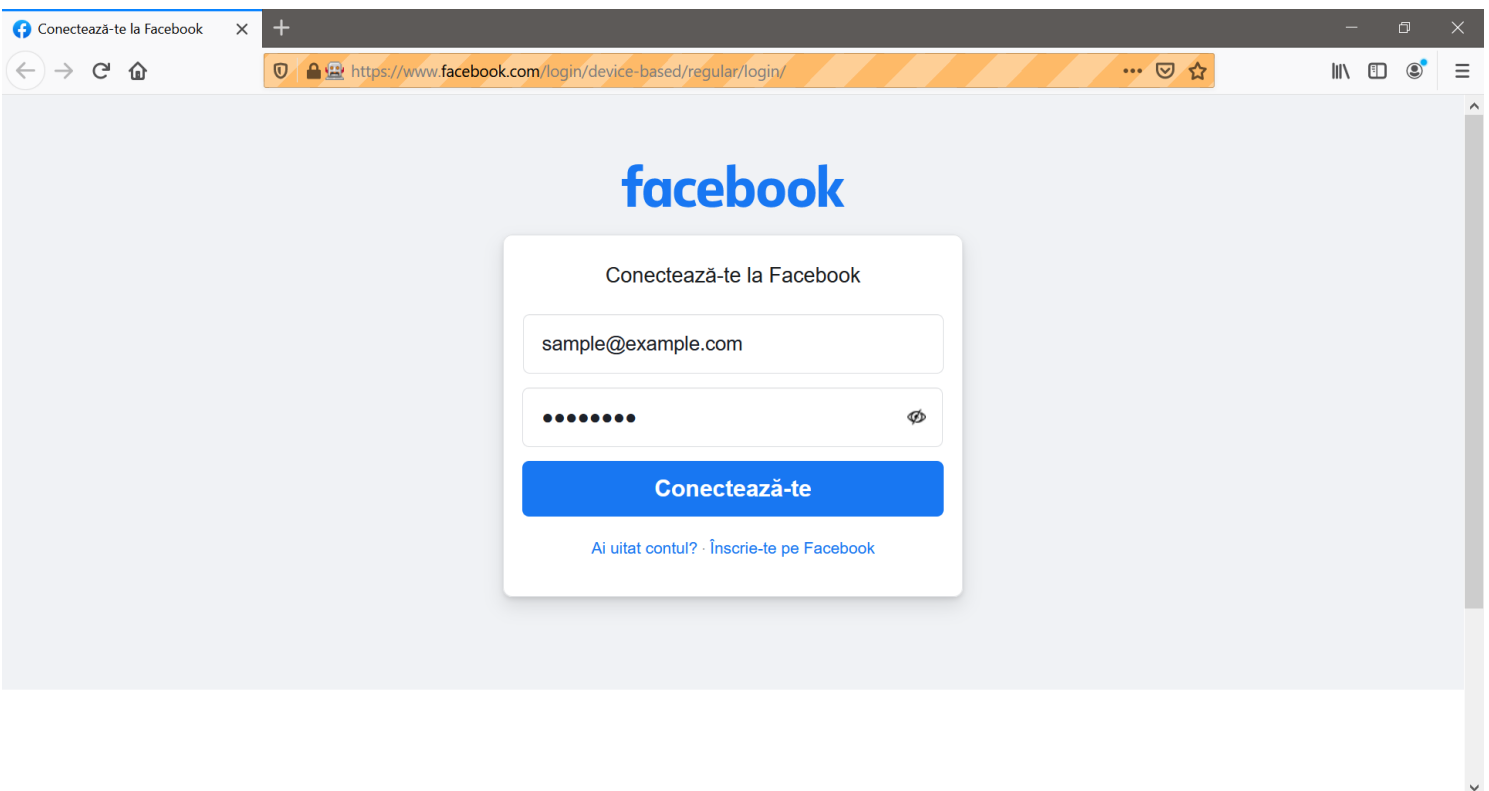 Conectează-te la Facebook
https://www.facebook.com/login/device-based/regular/login/
facebook
Conectează-te la Facebook
sample@example.com
••••••••
Conectează-te
Ai uitat contul? · Înscrie-te pe Facebook